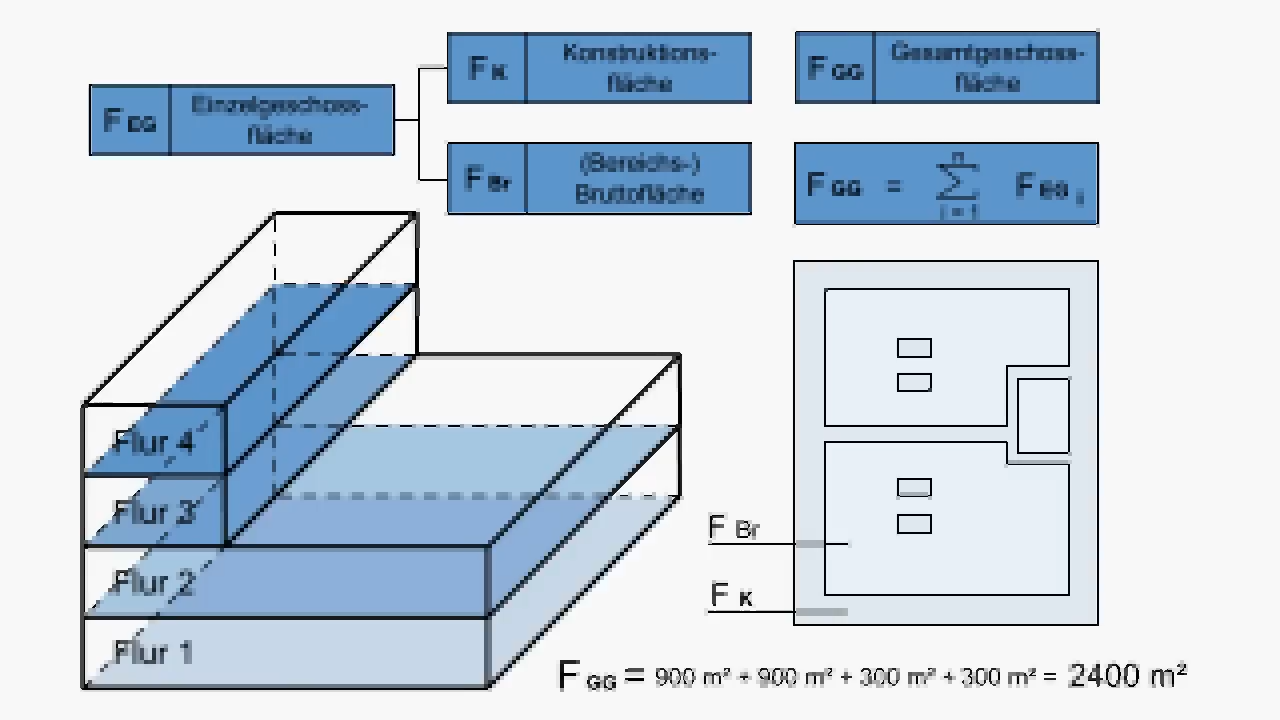 F K
Konstruktions-
fläche
F GG
Gesamtgeschoss-
fläche
F EG
Einzelgeschoss-
fläche
F Br
(Bereichs-)
Bruttofläche
F GG = n ∑ i = 1 F EG i
Flur 4
Flur 3
Flur 2
Flur 1
F Br
F K
F GG = 900 m² + 900 m² + 300 m² + 300 m² = 2400 m²